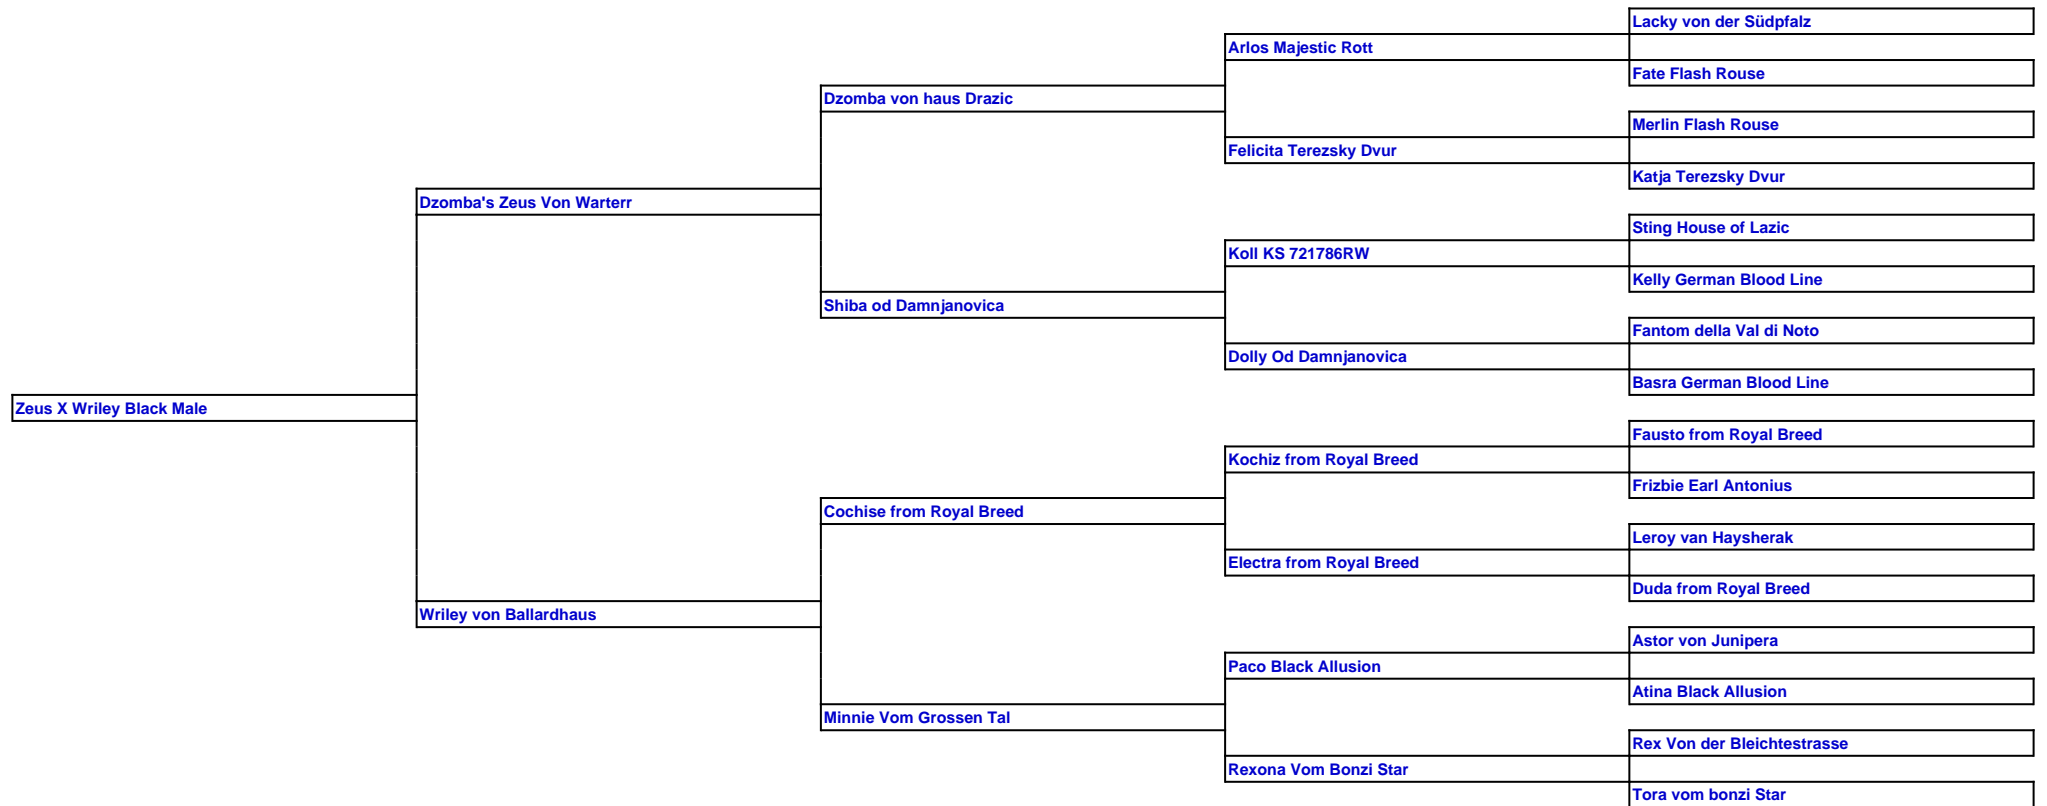 Lacky von der Südpfalz
Arlos Majestic Rott
Fate Flash Rouse
Dzomba von haus Drazic
Merlin Flash Rouse
Felicita Terezsky Dvur
Katja Terezsky Dvur
Dzomba's Zeus Von Warterr
Sting House of Lazic
Koll KS 721786RW
Kelly German Blood Line
Shiba od Damnjanovica
Fantom della Val di Noto
Dolly Od Damnjanovica
Basra German Blood Line
Zeus X Wriley Black Male
Fausto from Royal Breed
Kochiz from Royal Breed
Frizbie Earl Antonius
Cochise from Royal Breed
Leroy van Haysherak
Electra from Royal Breed
Duda from Royal Breed
Wriley von Ballardhaus
Astor von Junipera
Paco Black Allusion
Atina Black Allusion
Minnie Vom Grossen Tal
Rex Von der Bleichtestrasse
Rexona Vom Bonzi Star
Tora vom bonzi Star